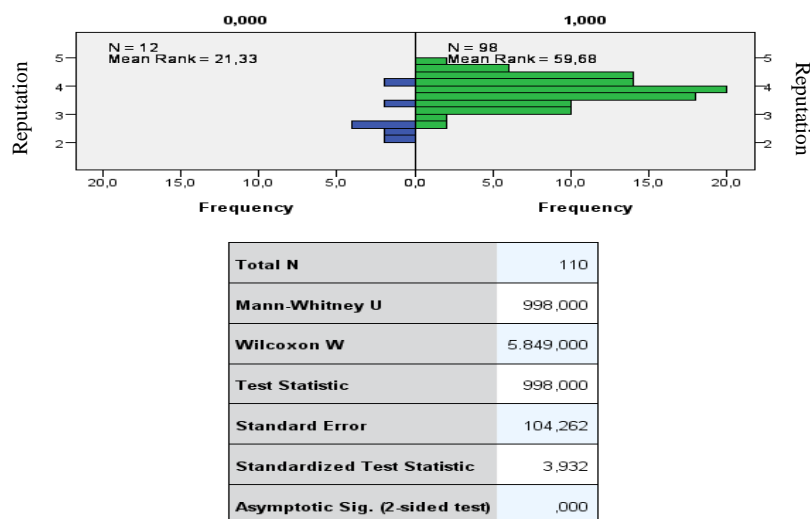 0,000 1,000
N = 12 N = 98
Mean Rank = 21,33 Mean Rank = 59,68
Reputation
5 5
4 4
3 3
2 2
Reputation
20,0 15,0 10,0 5,0 0,0 5,0 10,0 15,0 20,0
Frequency Frequency
Total N 110
Mann-Whitney U 998,000
Wilcoxon W 5.849,000
Test Statistic 998,000
Standard Error 104,262
Standardized Test Statistic 3,932
Asymptotic Sig. (2-sided test) ,000